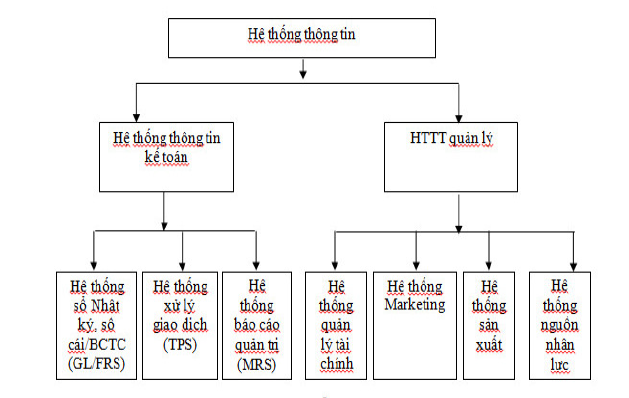 Hệ thống thông tin
Hệ thống thông tin
kế toán
HTTT quản lý
Hệ thống
sổ Nhật
ký, sổ
cái/BCTC
(GL/FRS)
Hệ thống
xử lý
giao dich
(TPS)
Hệ
thống
báo cáo
quản trị
(MRS)
Hệ
thống
quản
lý tài
chính
Hệ thống
Marketing
Hệ
thống
sản
xuất
Hệ
thống
nguồn
nhân
lực